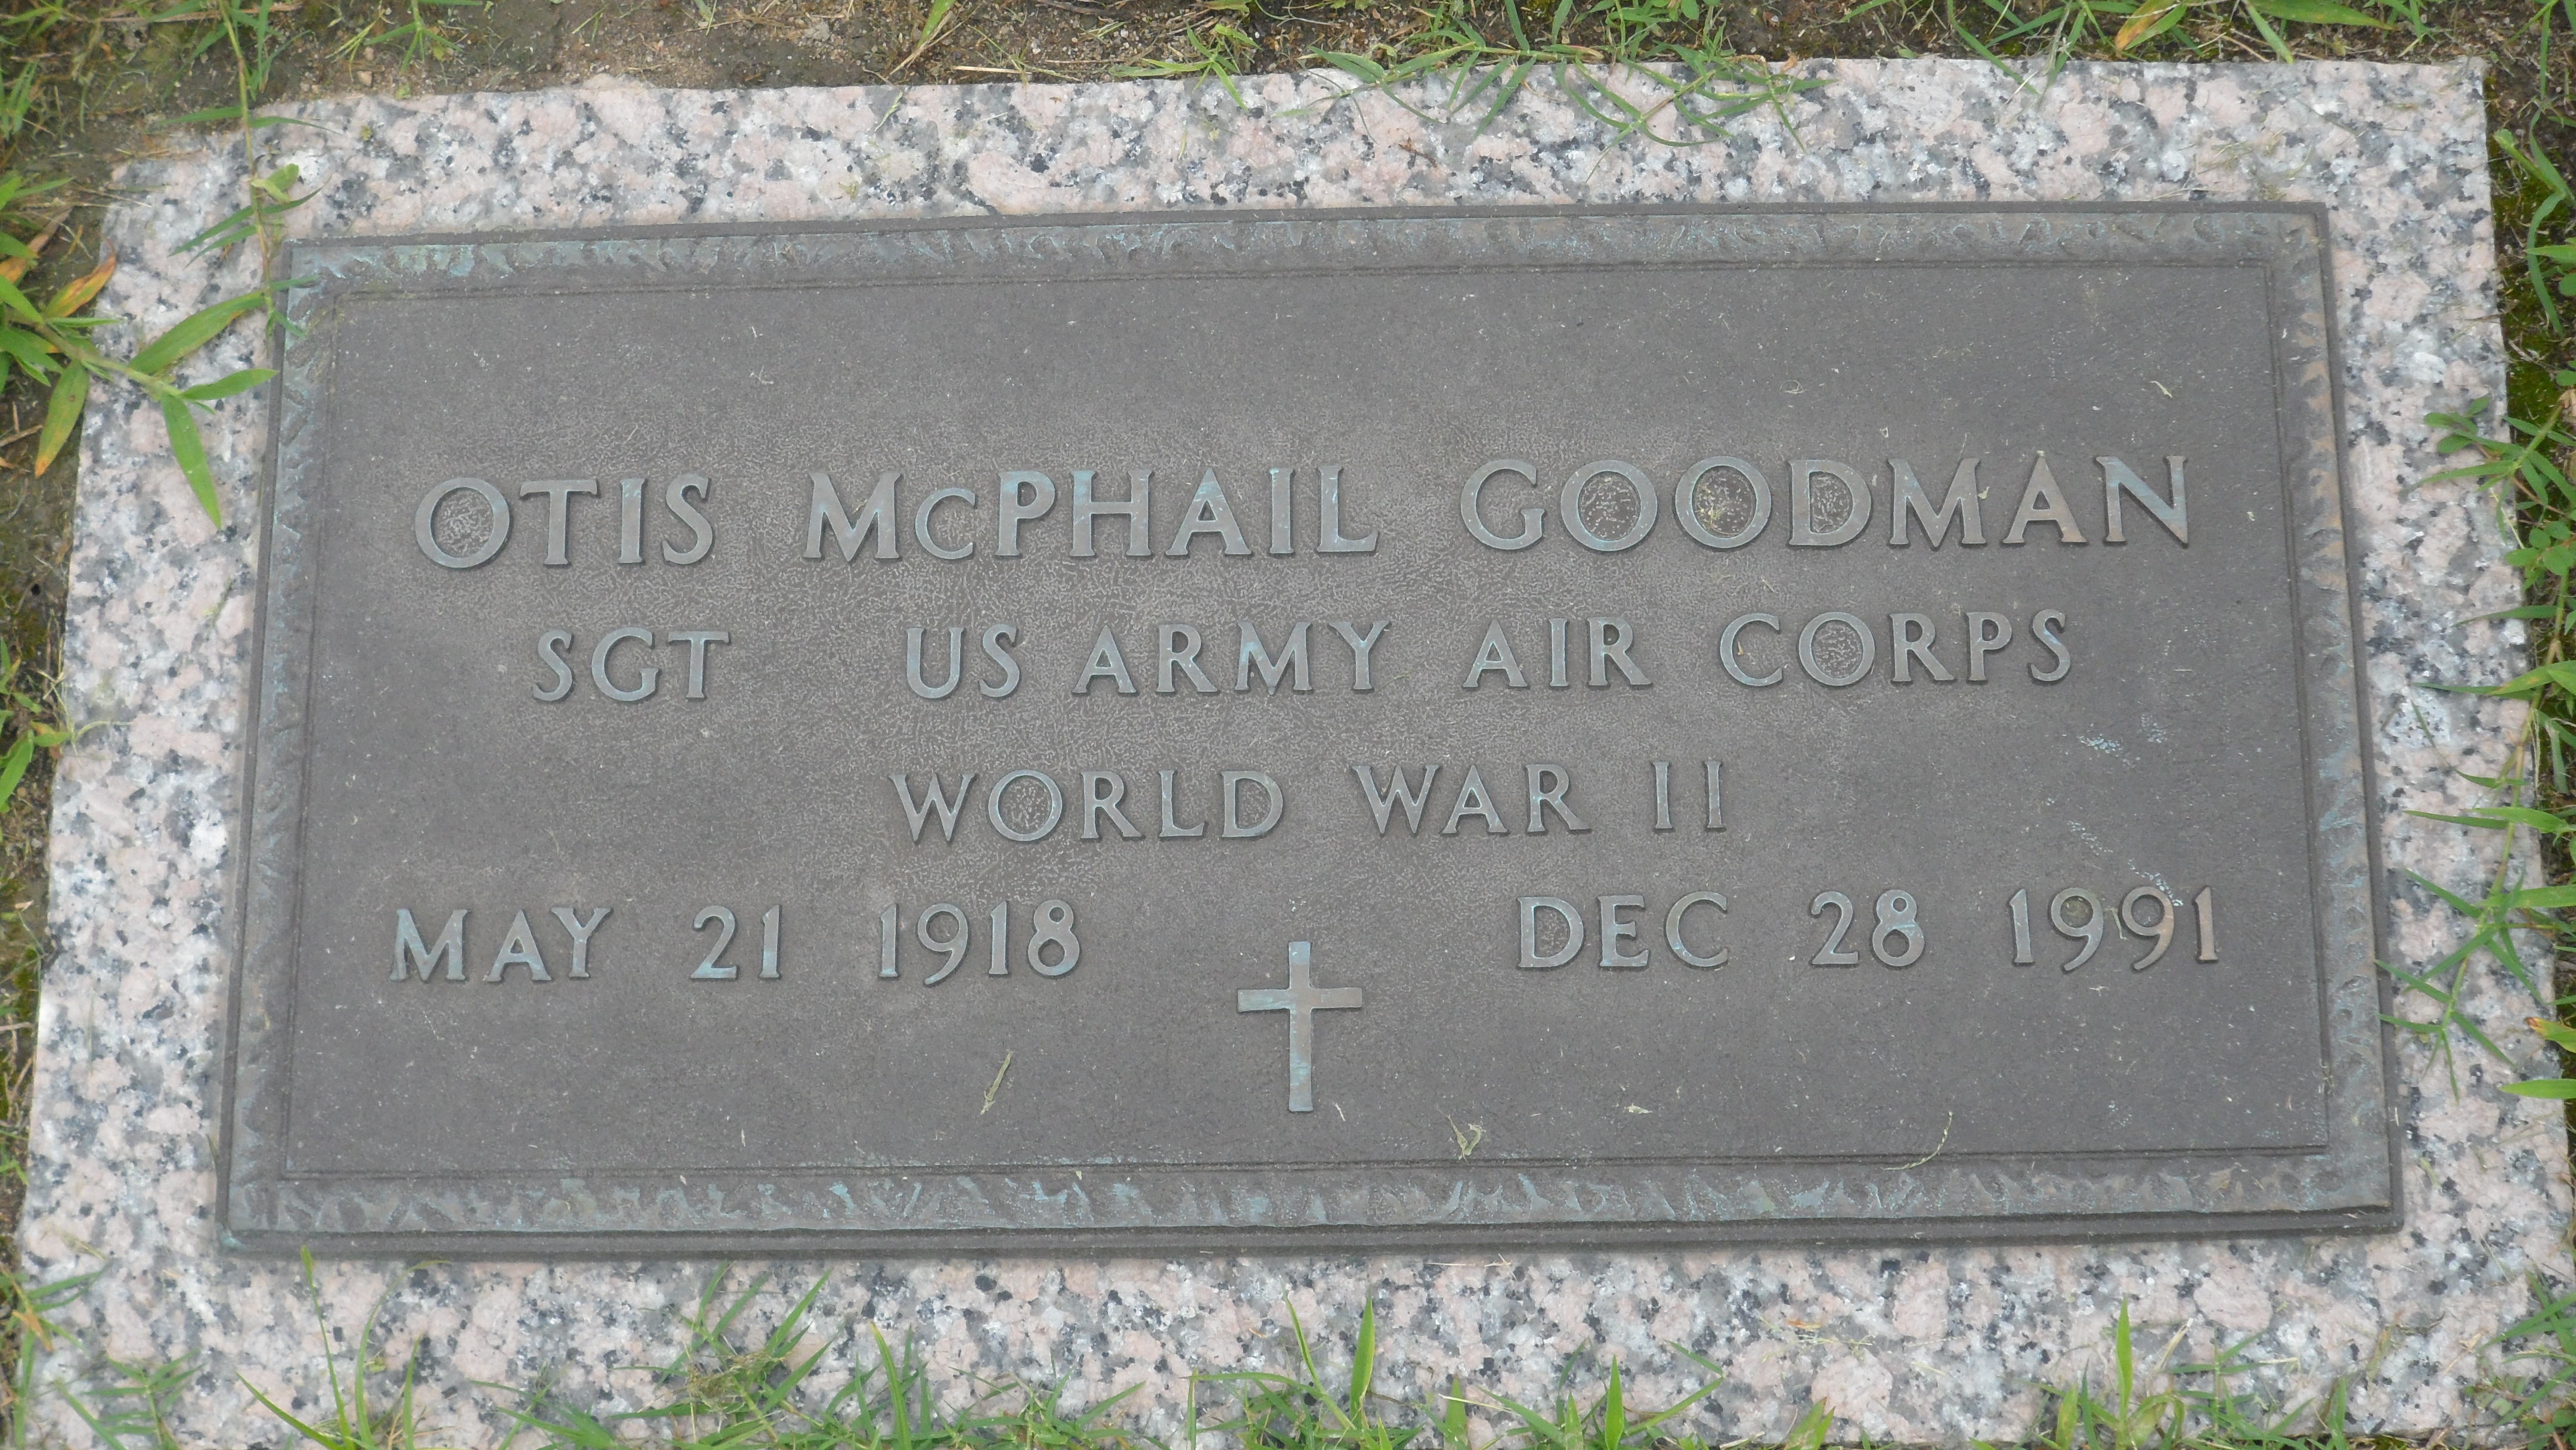 OTIS McPHAIL GOODMAN
SGT US ARMY AIR CORPS
WORLD WAR II
MAY 21 1918 DEC 28 1991